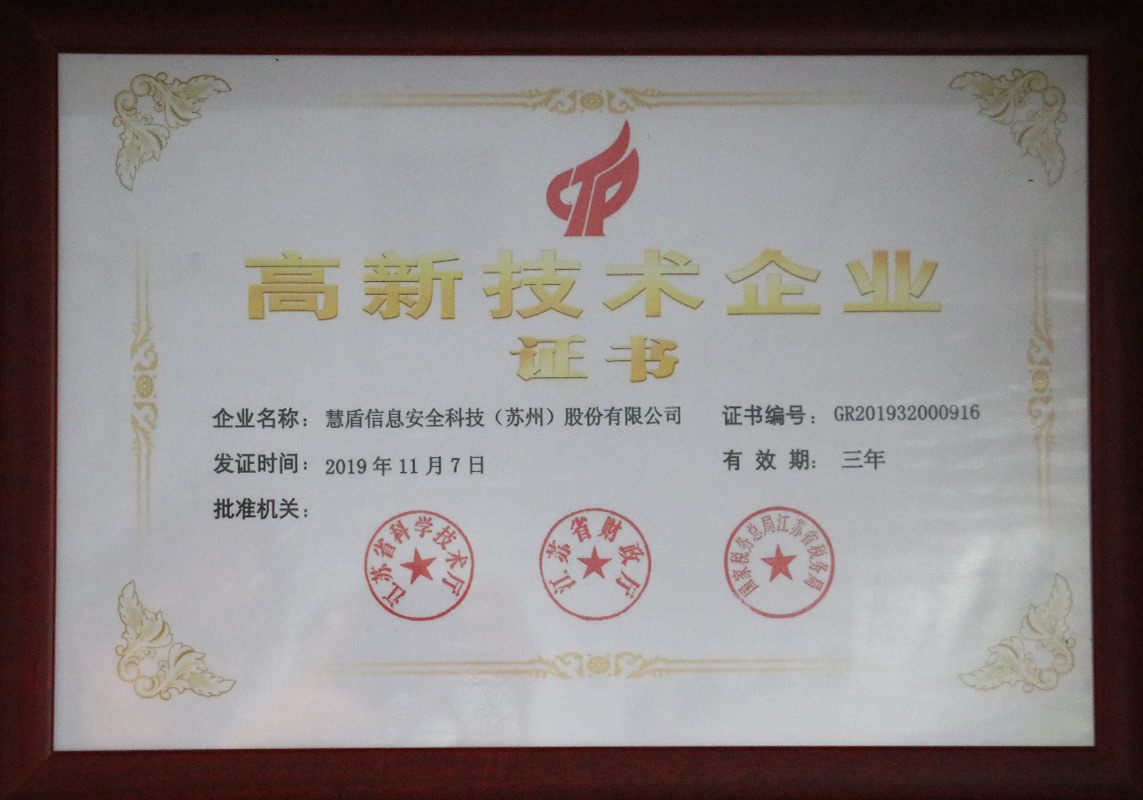 CTP
高新技术企业
证书
企业名称：慧盾信息安全科技（苏州）股份有限公司
证书编号：GR201932000916
发证时间：2019年11月7日
有效期：三年
批准机关：
江苏省科学技术厅
江苏省财政厅
国家税务总局江苏省税务局